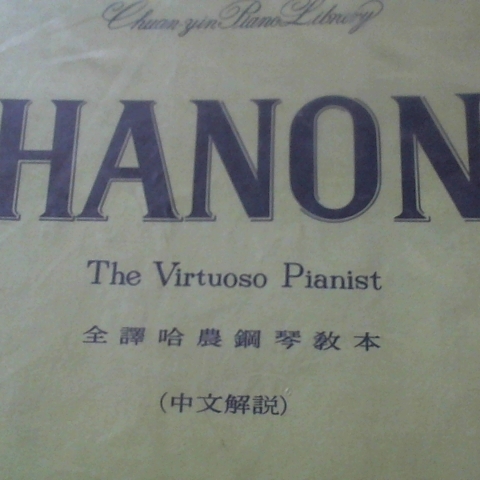 Chuan yin Piano Library
HANON
The Virtuoso Pianist
全譯哈農鋼琴教本
(中文解説)